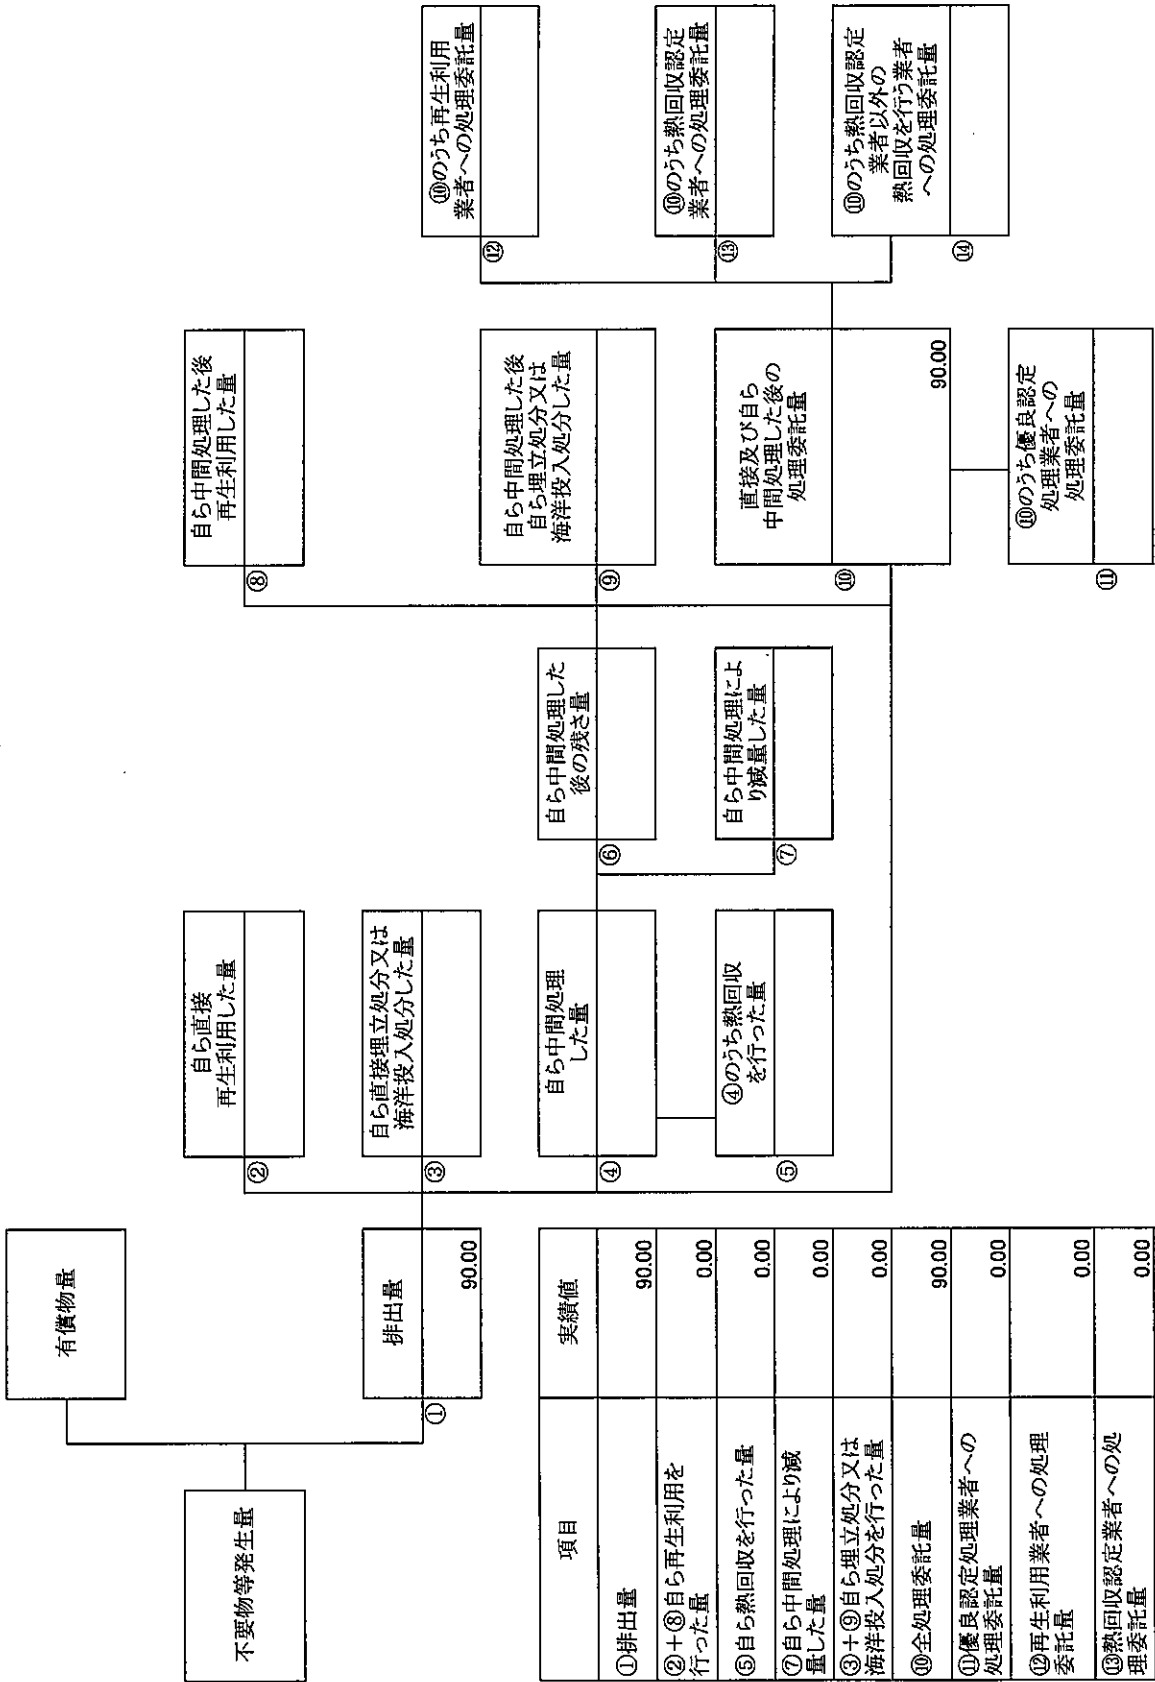 不要物等発生量
有償物量
排出量
①
90.00
自ら直接
再生利用した量
②
自ら直接埋立処分又は
海洋投入処分した量
③
自ら中間処理
した量
④
④のうち熱回収
を行った量
⑤
自ら中間処理した
後の残さ量
⑥
自ら中間処理によ
り減量した量
⑦
自ら中間処理した後
再生利用した量
⑧
自ら中間処理した後
自ら埋立処分又は
海洋投入処分した量
⑨
直接及び自ら
中間処理した後の
処理委託量
⑩
90.00
⑩のうち優良認定
処理業者への
処理委託量
⑪
⑩のうち再生利用
業者への処理委託量
⑫
⑩のうち熱回収認定
業者への処理委託量
⑬
⑩のうち熱回収認定
業者以外の
熱回収を行う業者
への処理委託量
⑭
項目 実績値
①排出量 90.00
②+⑧自ら再生利用を
行った量 0.00
⑤自ら熱回収を行った量 0.00
⑦自ら中間処理により減
量した量 0.00
③+⑨自ら埋立処分又は
海洋投入処分を行った量 0.00
⑩全処理委託量 90.00
⑪優良認定処理業者への
処理委託量 0.00
⑫再生利用業者への処理
委託量 0.00
⑬熱回収認定業者への処
理委託量 0.00